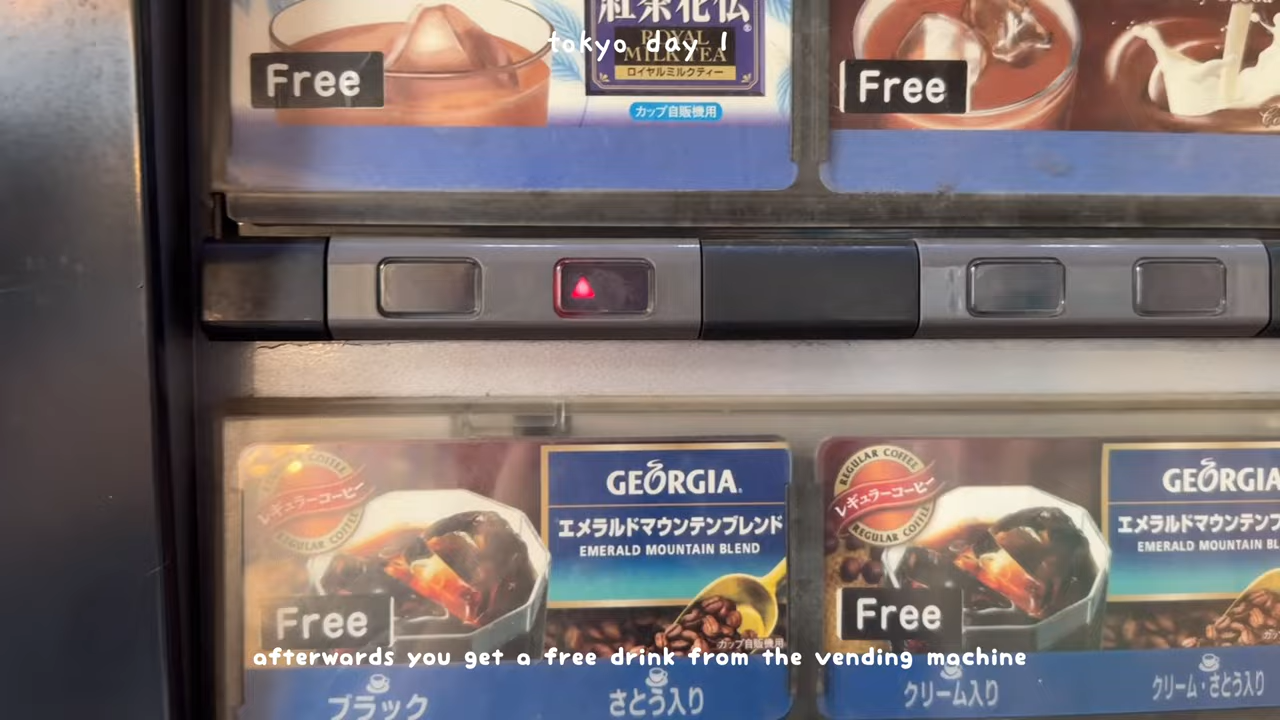 紅茶花伝
tokyo day 1
ROYAL
MILK TEA
ロイヤルミルクティー
カップ自販機用
Free
Free
REGULAR COFFEE
レギュラーコーヒー
REGULAR COFFEE
GEORGIA
エメラルドマウンテンブレンド
EMERALD MOUNTAIN BLEND
Free
カップ自販機用
REGULAR COFFEE
レギュラーコーヒー
REGULAR COFFEE
GEORGIA
エメラルドマウンテンブ
EMERALD MOUNTAIN BL
Free
afterwards you get a free drink from the vending machine
ブラック
さとう入り
クリーム入り
クリーム・さとう入り